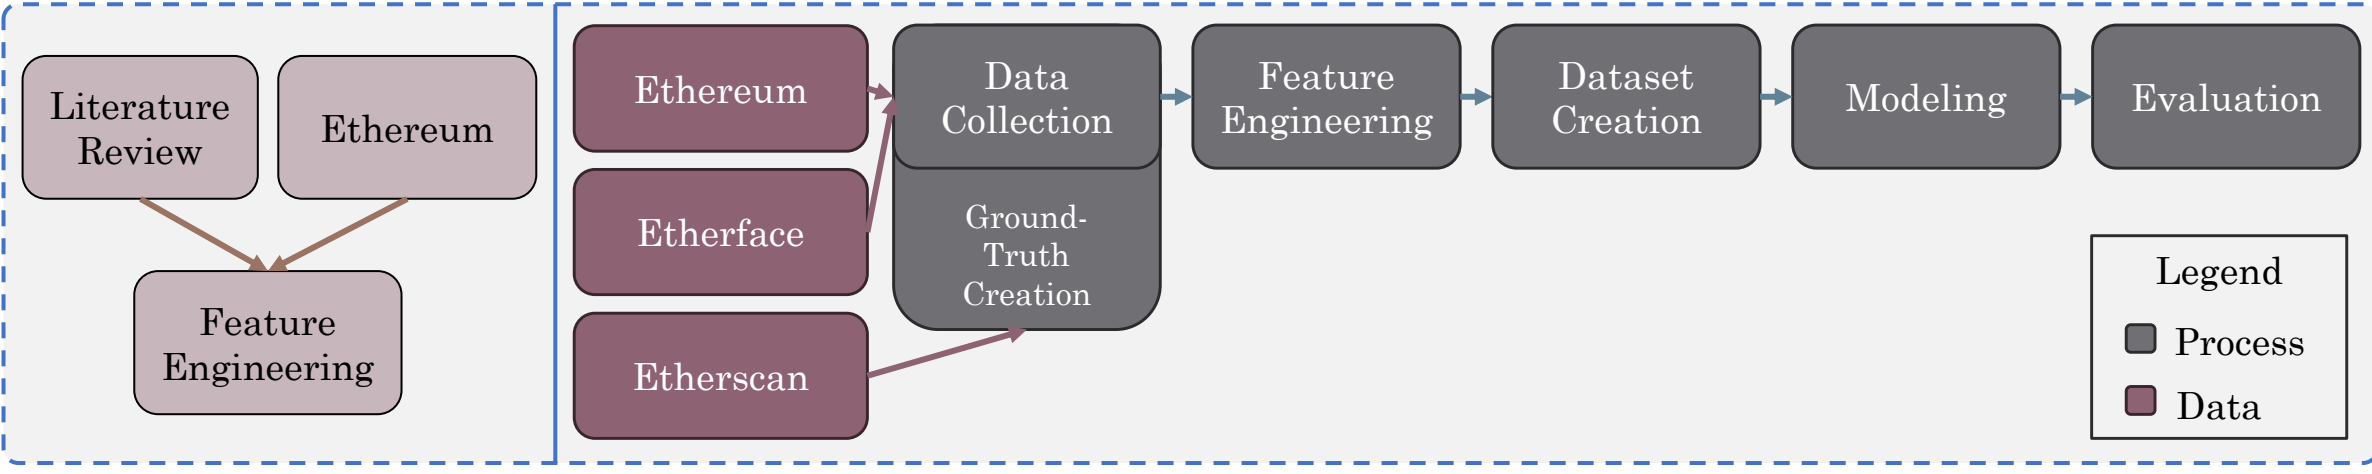 Literature
Review
Ethereum
Feature
Engineering
Ethereum
Etherface
Etherscan
Data
Collection
Ground-
Truth
Creation
Feature
Engineering
Dataset
Creation
Modeling
Evaluation
Legend
Process
Data